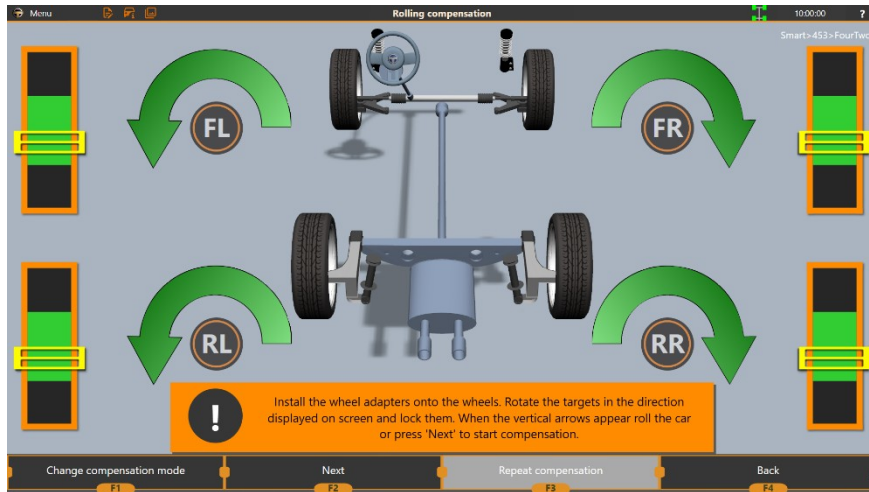 Menu
Rolling compensation
10:00:00
?
Smart>453>FourTwo
FL
FR
RL
RR
!
Install the wheel adapters onto the wheels. Rotate the targets in the direction
displayed on screen and lock them. When the vertical arrows appear roll the car
or press 'Next' to start compensation.
Change compensation mode
Next
Repeat compensation
Back
F1
F2
F3
F4